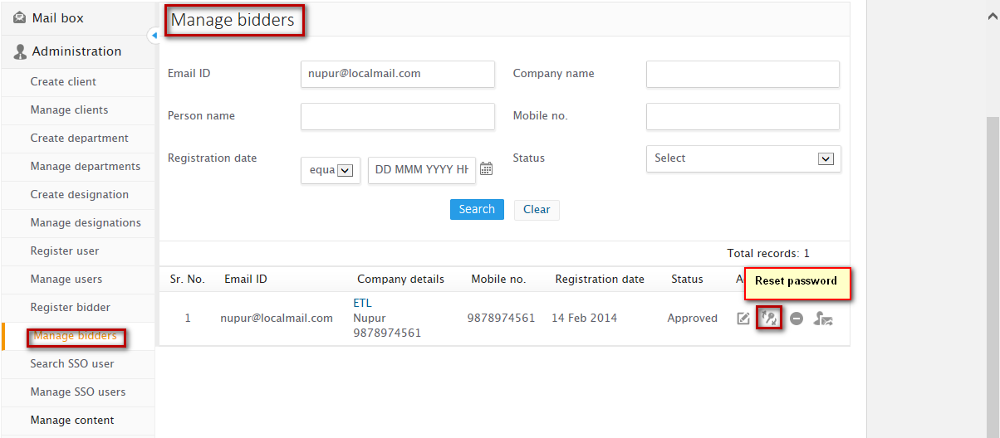 Mail box
Administration
Create client
Manage clients
Create department
Manage departments
Create designation
Manage designations
Register user
Manage users
Register bidder
Manage bidders
Search SSO user
Manage SSO users
Manage content
Manage bidders
Email ID nupur@localmail.com Company name
Person name Mobile no.
Registration date equa DD MMM YYYY HH Status Select
Search Clear
Total records: 1
Sr. No. Email ID Company details Mobile no. Registration date Status A
Reset password
ETL
1 nupur@localmail.com Nupur 9878974561 14 Feb 2014 Approved
9878974561